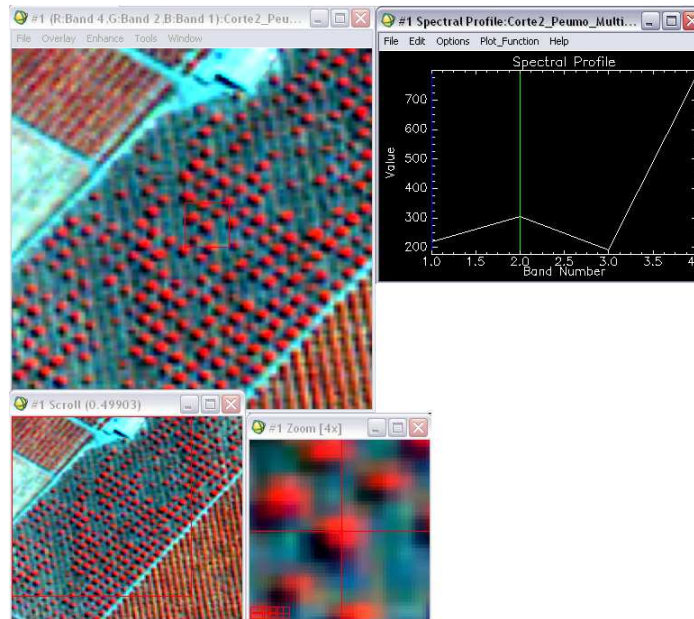 #1 (R:Band 4,G:Band 2,B:Band 1):Corte2_Peu...
File Overlay Enhance Tools Window
#1 Spectral Profile:Corte2_Peumo_Multi...
File Edit Options Plot_Function Help
Spectral Profile
Value
700
600
500
400
300
200
1.0 1.5 2.0 2.5 3.0 3.5 4.
Band Number
#1 Scroll (0.49903)
#1 Zoom [4x]